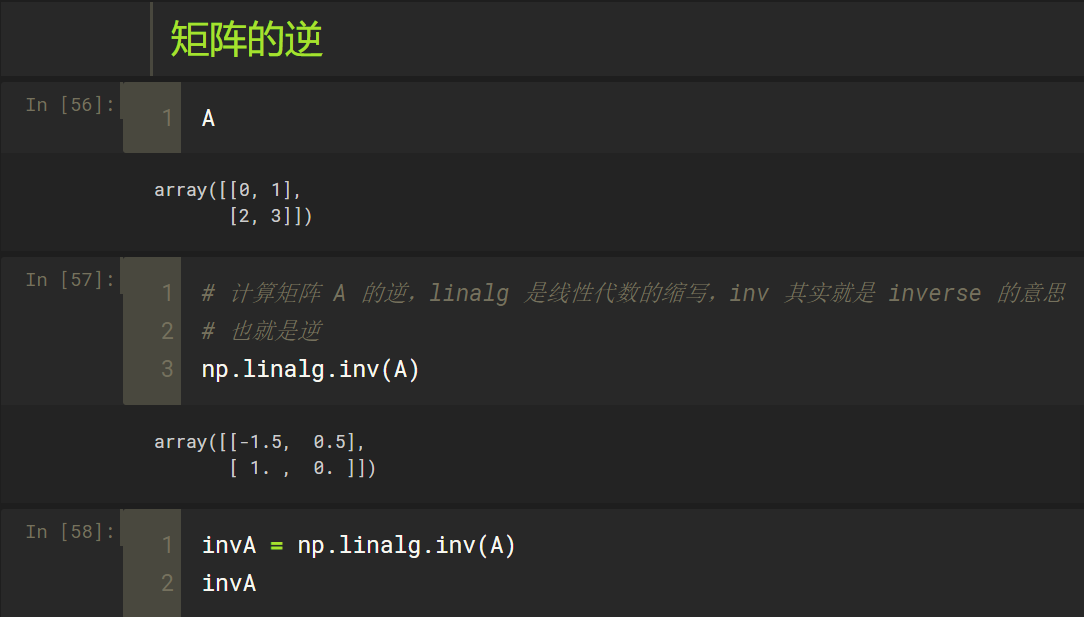 矩阵的逆
In [56]:
1 A
array([[0, 1],
       [2, 3]])
In [57]:
1 # 计算矩阵 A 的逆，linalg 是线性代数的缩写，inv 其实就是 inverse 的意思
2 # 也就是逆
3 np.linalg.inv(A)
array([[-1.5,  0.5],
       [ 1. ,  0. ]])
In [58]:
1 invA = np.linalg.inv(A)
2 invA